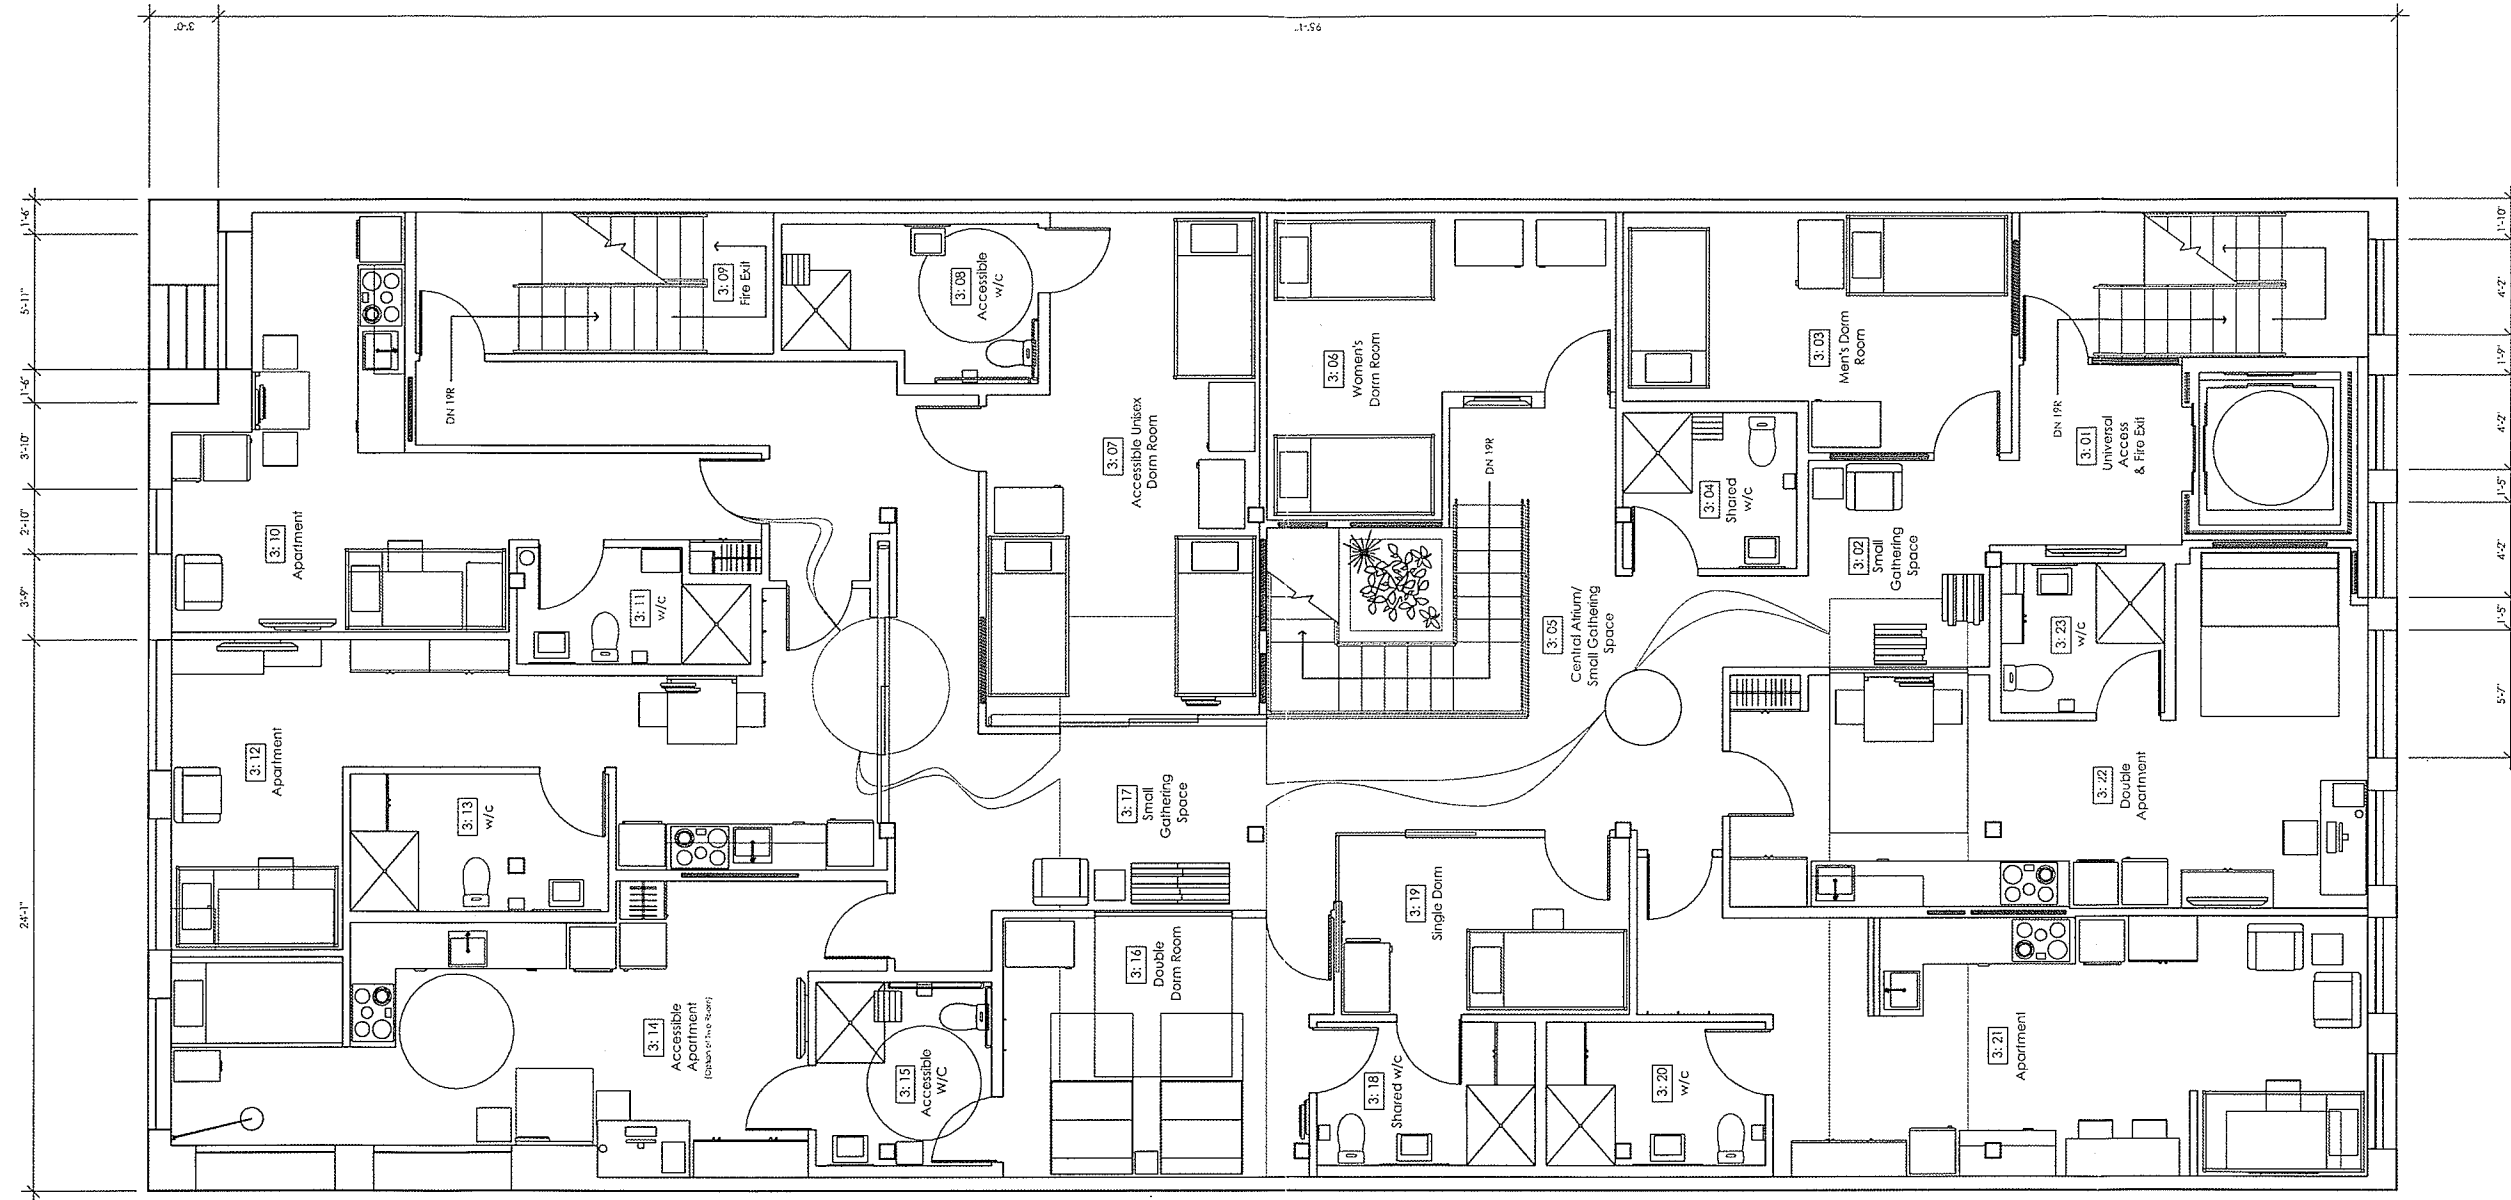 3'-0"
95'-1"
1'-6"
5'-11"
1'-6"
3'-10"
2'-10"
3'-9"
24'-1"
1'-10"
4'-2"
1'-9"
4'-2"
1'-5"
4'-2"
1'-5"
5'-7"
3: 10
Apartment
DN 19R
3: 09
Fire Exit
3: 08
Accessible
w/c
3: 07
Accessible Unisex
Dorm Room
3: 06
Women's
Dorm Room
3: 03
Men's Dorm
Room
DN 19R
3: 01
Universal
Access
& Fire Exit
3: 04
Shared
w/c
3: 02
Small
Gathering
Space
DN 19R
3: 05
Central Atrium/
Small Gathering
Space
3: 11
w/c
3: 23
w/c
3: 12
Apartment
3: 13
w/c
3: 17
Small
Gathering
Space
3: 22
Double
Apartment
3: 19
Single Dorm
3: 16
Double
Dorm Room
3: 14
Accessible
Apartment
3: 15
Accessible
W/C
3: 18
Shared w/c
3: 20
w/c
3: 21
Apartment